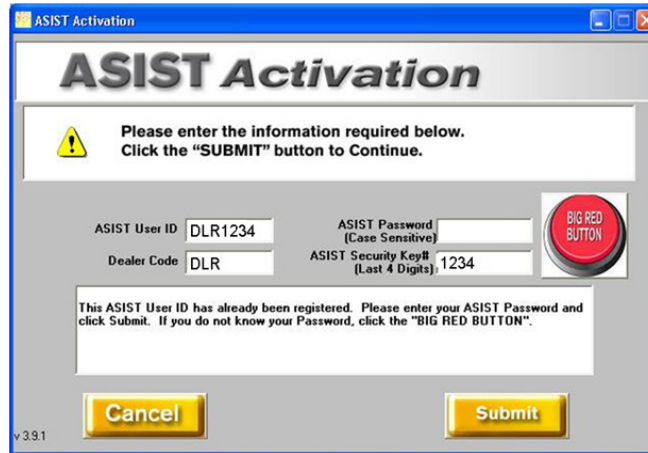 ASIST Activation
ASIST Activation
Please enter the information required below.
Click the “SUBMIT” button to Continue.
ASIST User ID DLR1234
ASIST Password
(Case Sensitive)
BIG RED
BUTTON
Dealer Code DLR
ASIST Security Key#
(Last 4 Digits) 1234
This ASIST User ID has already been registered. Please enter your ASIST Password and
click Submit. If you do not know your Password, click the "BIG RED BUTTON".
Cancel
Submit
v 3.9.1